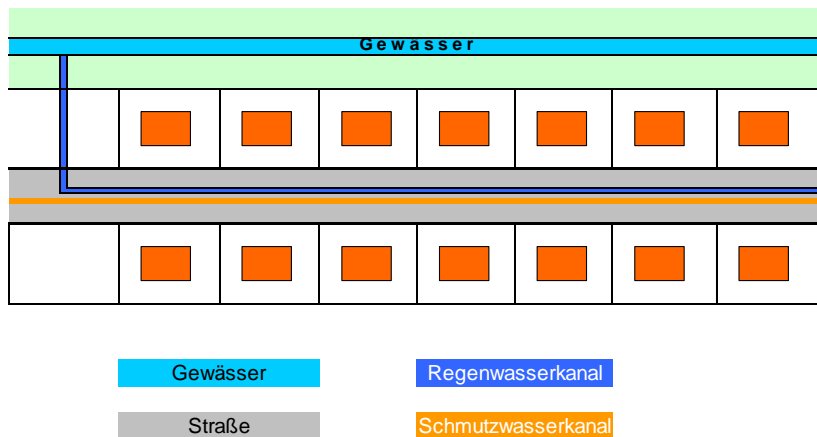 Gewässer
Gewässer
Regenwasserkanal
Straße
Schmutzwasserkanal